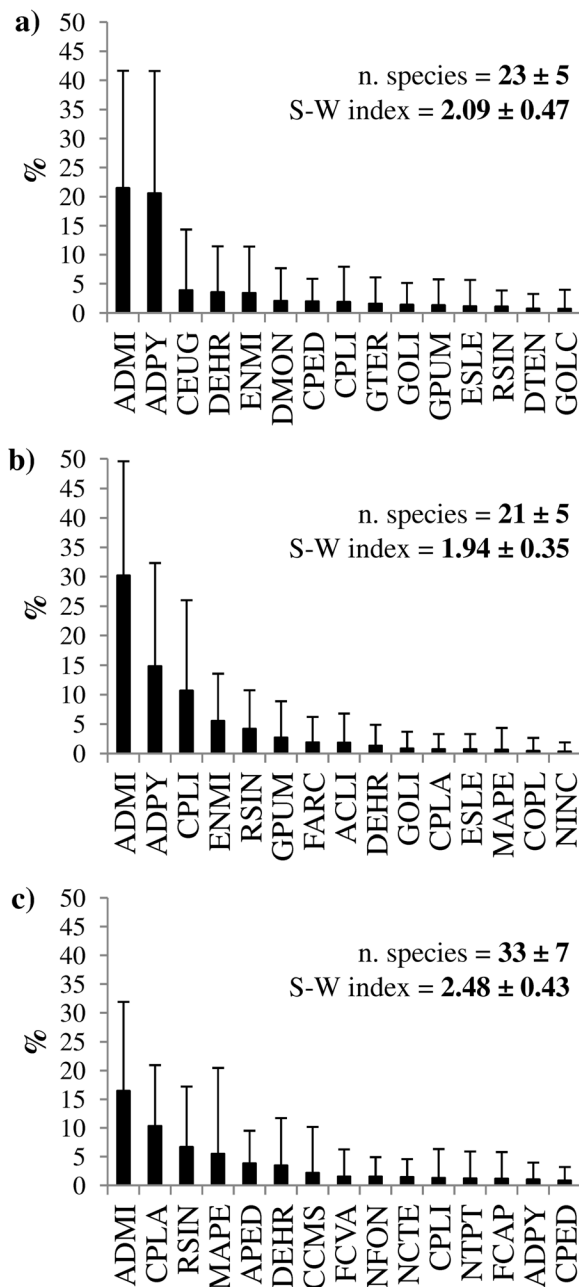 a)
50
45
40
35
30
25
20
15
10
5
0
%
n. species = 23 ± 5
S-W index = 2.09 ± 0.47
ADMI
ADPY
CEUG
DEHR
ENMI
DMON
CPED
CPLI
GTER
GOLI
GPUM
ESLE
RSIN
DTEN
GOLC
b)
50
45
40
35
30
25
20
15
10
5
0
%
n. species = 21 ± 5
S-W index = 1.94 ± 0.35
ADMI
ADPY
CPLI
ENMI
RSIN
GPUM
FARC
ACLI
DEHR
GOLI
CPLA
ESLE
MAPE
COPL
NINC
c)
50
45
40
35
30
25
20
15
10
5
0
%
n. species = 33 ± 7
S-W index = 2.48 ± 0.43
ADMI
CPLA
RSIN
MAPE
APED
DEHR
CCMS
FCVA
NFON
NCTE
CPLI
NTPT
FCAP
ADPY
CPED